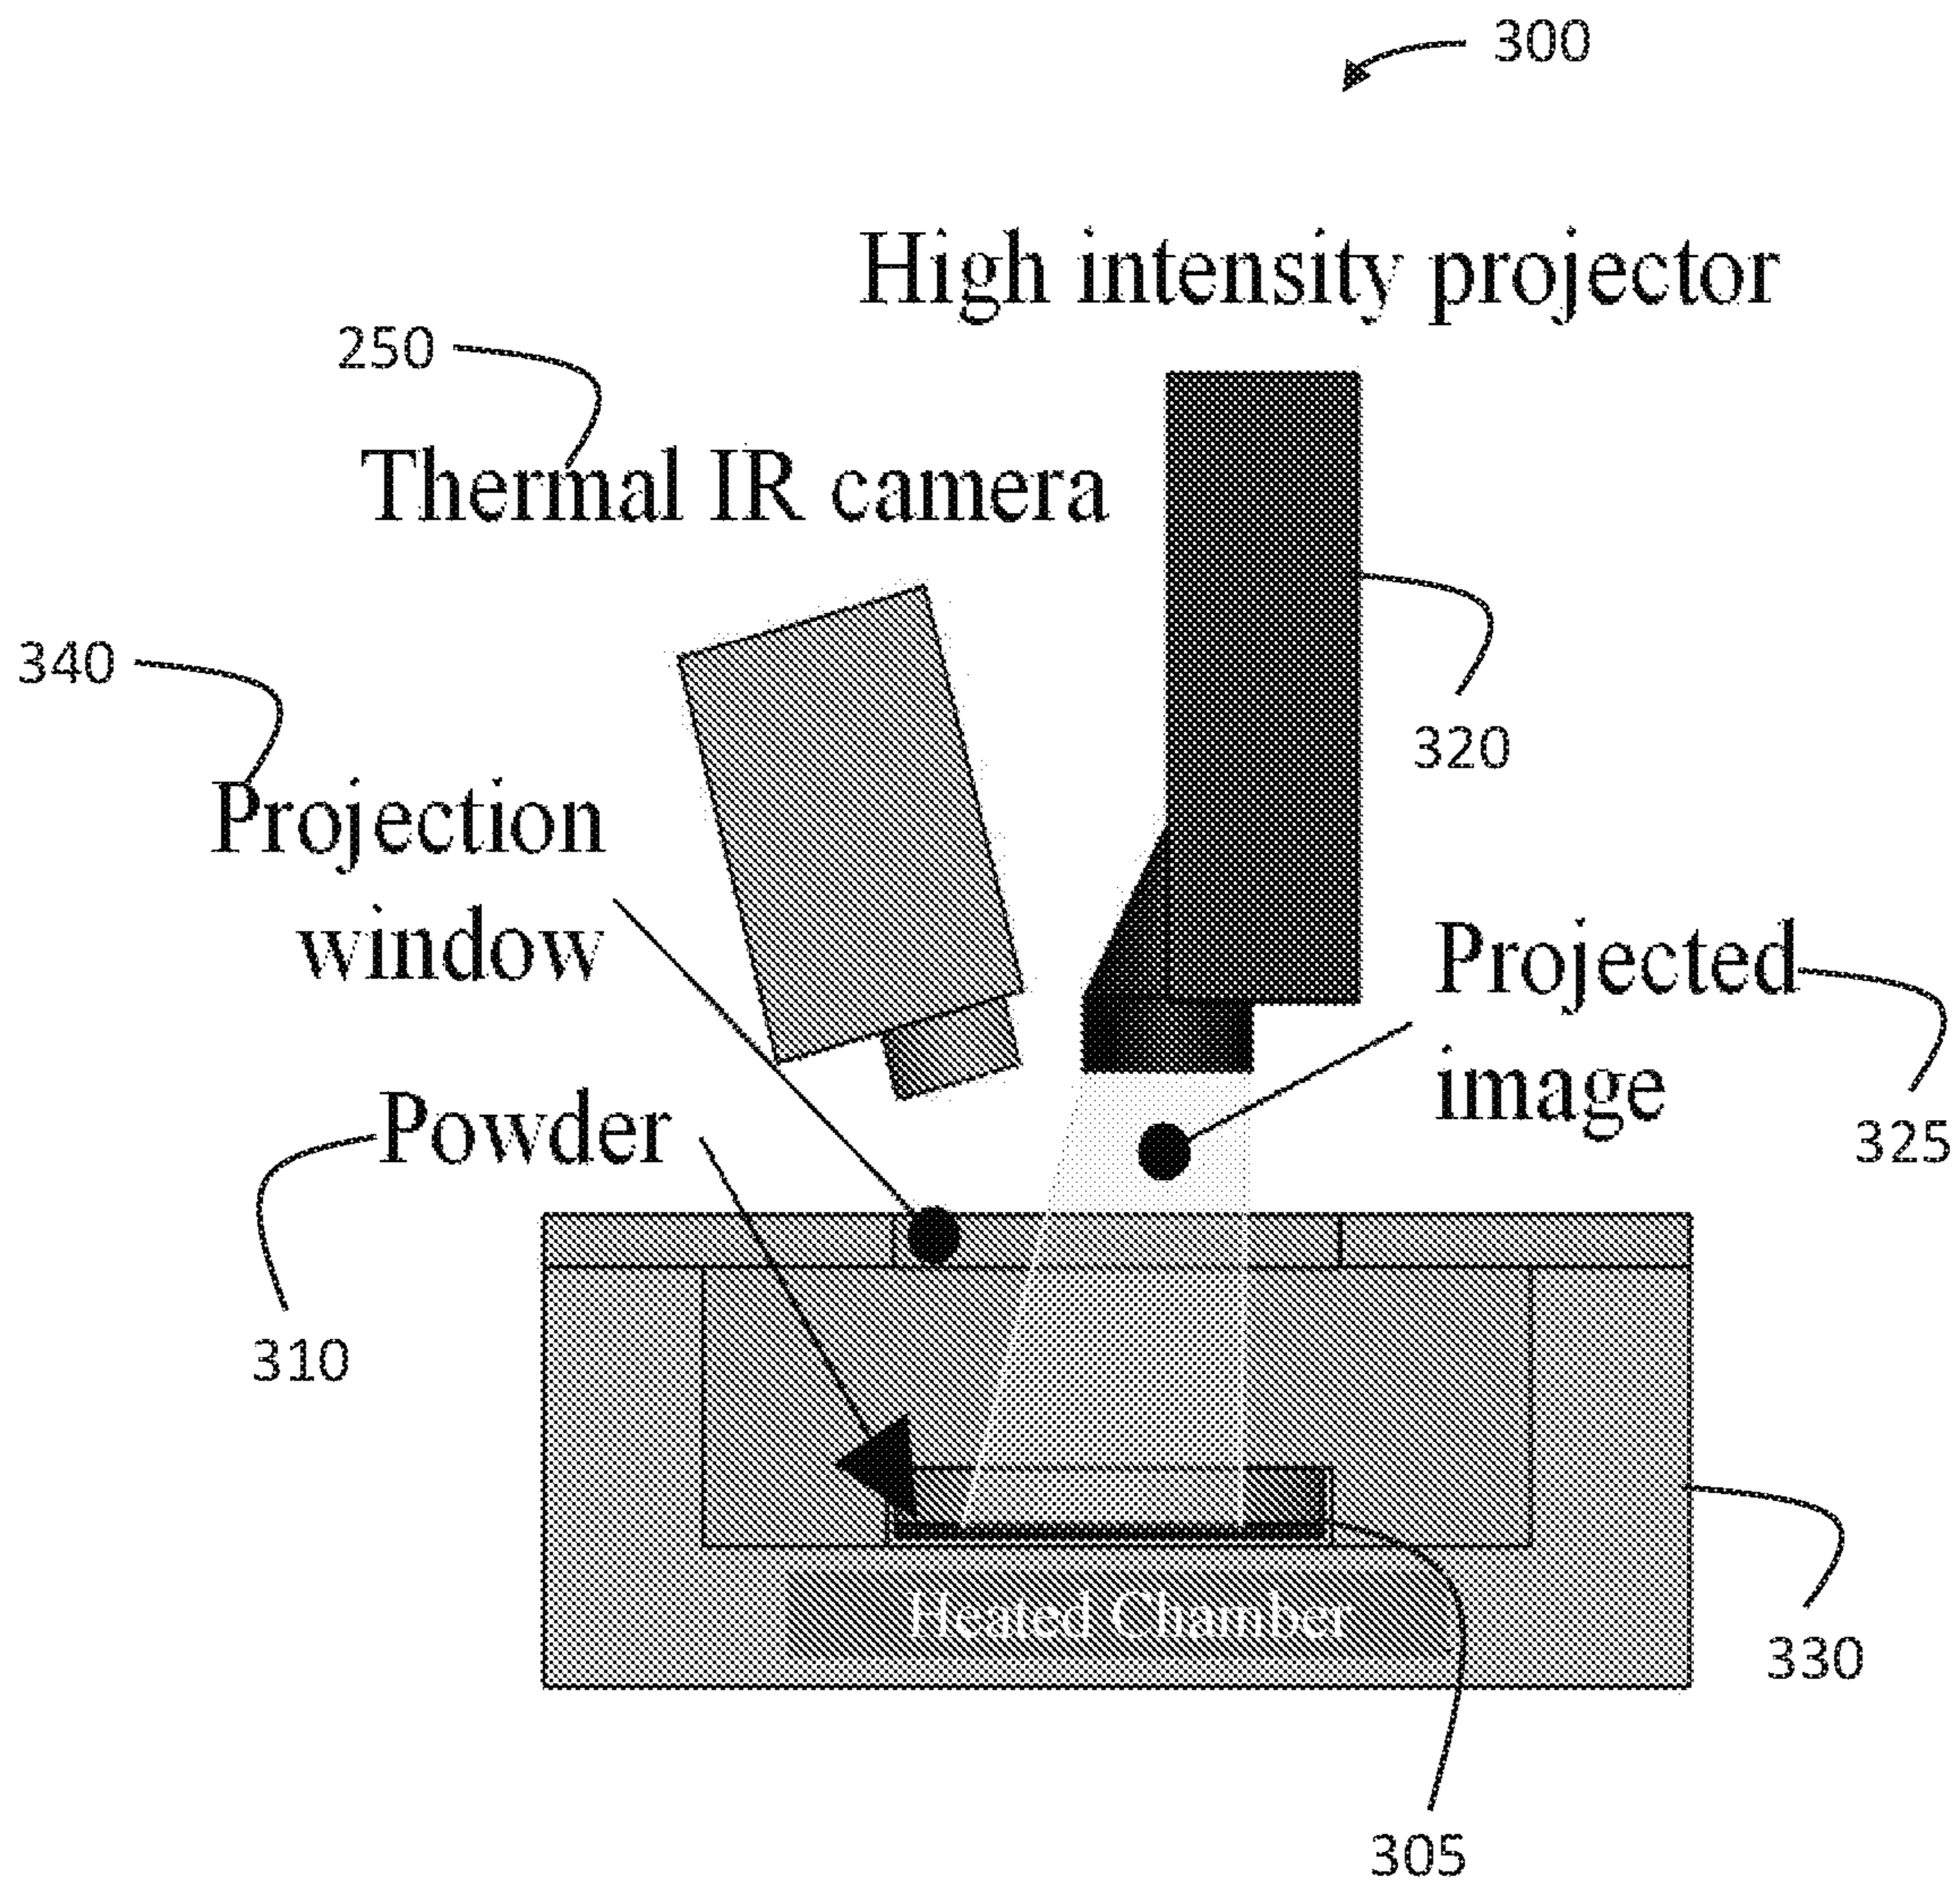 300
High intensity projector
250
Thermal IR camera
340
320
Projection
window
Projected
image
325
Powder
310
Heated Chamber
330
305